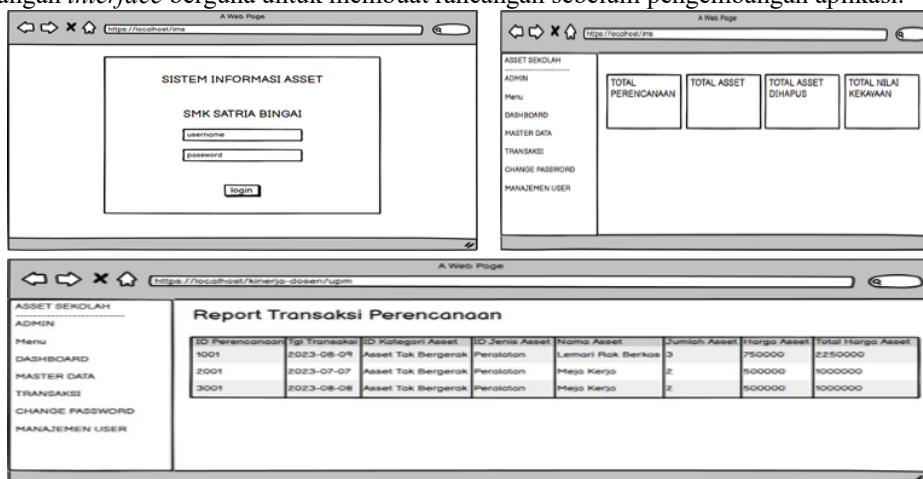 angan interface berguna untuk membuat rancangan sebelum pengembangan aplikasi.
A Web Page
https://localhost/ims
SISTEM INFORMASI ASSET
SMK SATRIA BINGAI
username
password
login
A Web Page
https://localhost/ims
ASSET SEKOLAH
--------------------
ADMIN
Menu
DASHBOARD
MASTER DATA
TRANSAKSI
CHANGE PASSWORD
MANAJEMEN USER
TOTAL PERENCANAAN
TOTAL ASSET
TOTAL ASSET DIHAPUS
TOTAL NILAI KEKAYAAN
A Web Page
https://localhost/kinerja-dosen/upm
ASSET SEKOLAH
--------------------
ADMIN
Menu
DASHBOARD
MASTER DATA
TRANSAKSI
CHANGE PASSWORD
MANAJEMEN USER
Report Transaksi Perencanaan
ID Perencanaan Tgl Transaksi ID Kategori Asset ID Jenis Asset Nama Asset Jumlah Asset Harga Asset Total Harga Asset
1001 2023-08-09 Asset Tak Bergerak Peralatan Lemari Rak Berkas 3 750000 2250000
2001 2023-07-07 Asset Tak Bergerak Peralatan Meja Kerja 2 500000 1000000
3001 2023-08-08 Asset Tak Bergerak Peralatan Meja Kerja 2 500000 1000000